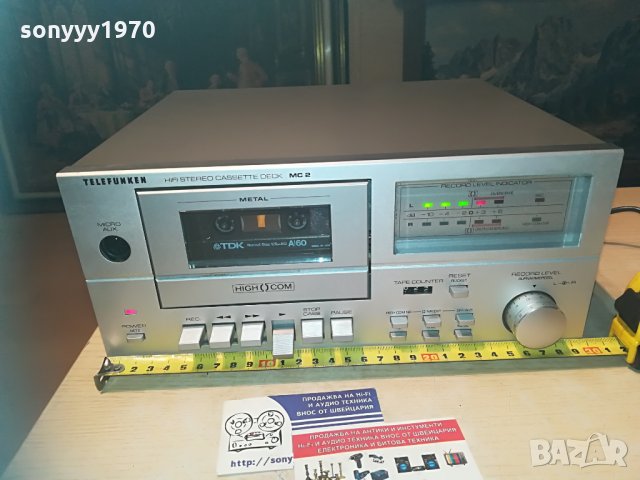 sonyyy1970
TELEFUNKEN
HIFI STEREO CASSETTE DECK MC 2
METAL
RECORD LEVEL INDICATOR
MICRO
AUX
TDK
A/60
HIGH COM
TAPE COUNTER
RESET
RECORD LEVEL
L R
POWER
REC.
STOP
PAUSE
ПРОДАЖБА НА HI-FI
И АУДИО ТЕХНИКА
ВНОС ОТ ШВЕЙЦАРИЯ
http://sony
ПРОДАЖБА НА АНТИКИ И ИНСТУМЕНТИ
HI-FI И АУДИО ТЕХНИКА ВНОС ОТ ШВЕЙЦАРИЯ
ЕЛЕКТРОНИКА И БИТОВА ТЕХНИКА
BAZAR
bg